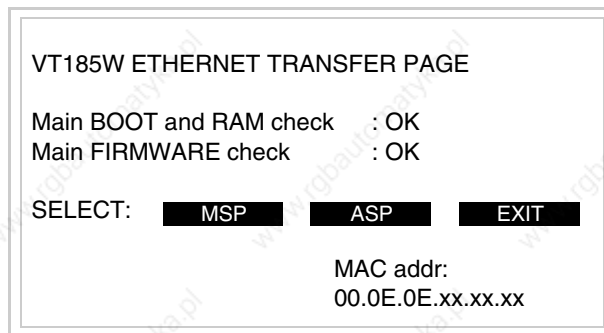 VT185W ETHERNET TRANSFER PAGE
Main BOOT and RAM check : OK
Main FIRMWARE check : OK
SELECT: MSP ASP EXIT
MAC addr:
00.0E.0E.xx.xx.xx